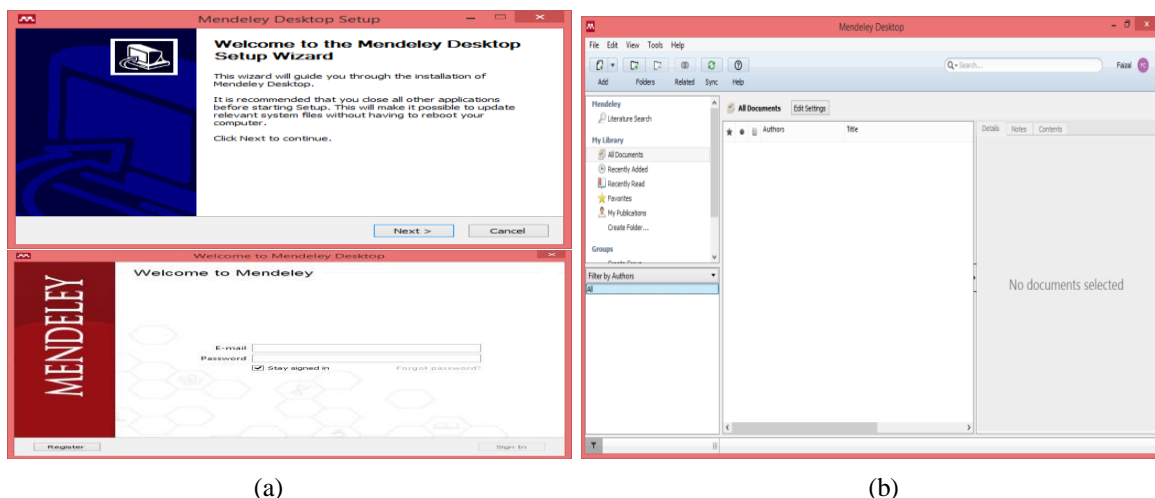 Mendeley Desktop Setup
Welcome to the Mendeley Desktop
Setup Wizard
This wizard will guide you through the installation of
Mendeley Desktop.
It is recommended that you close all other applications
before starting Setup. This will make it possible to update
relevant system files without having to reboot your
computer.
Click Next to continue.
Next >
Cancel
Welcome to Mendeley Desktop
MENDELEY
Welcome to Mendeley
E-mail
Password
Stay signed in
Forgot password?
Register
Sign In
(a)
Mendeley Desktop
File Edit View Tools Help
Add Folders Related Sync Help
Search...
Faizal
Mendeley
Literature Search
My Library
All Documents
Recently Added
Recently Read
Favorites
My Publications
Create Folder...
Groups
Create Group
Filter by Authors
All
All Documents Edit Settings
Authors Title
Details Notes Contents
No documents selected
(b)